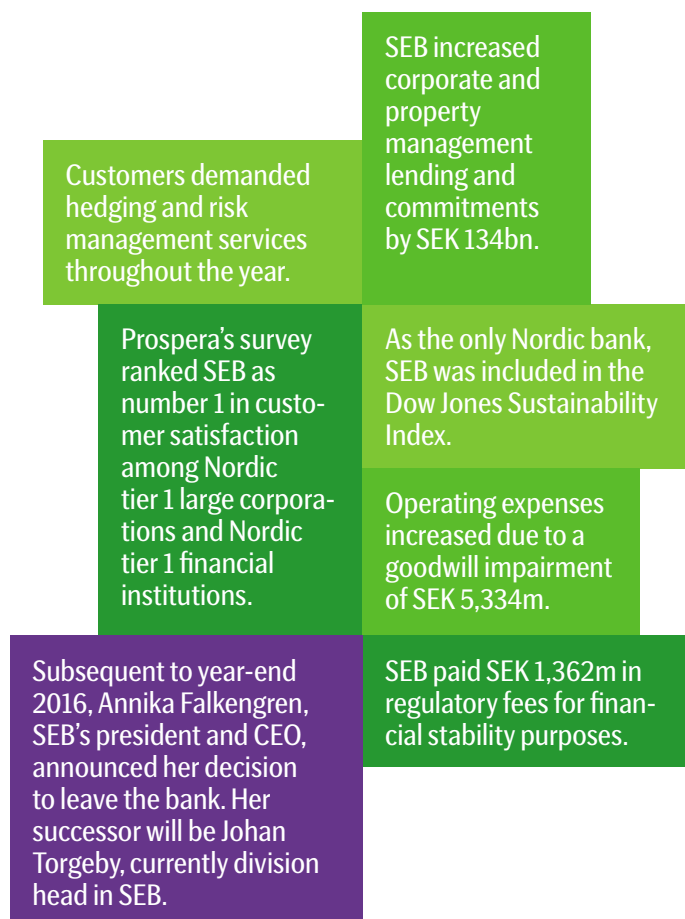 SEB increased
corporate and
property
management
lending and
commitments
by SEK 134bn.
Customers demanded
hedging and risk
management services
throughout the year.
Prospera’s survey
ranked SEB as
number 1 in custo-
mer satisfaction
among Nordic
tier 1 large corpora-
tions and Nordic
tier 1 financial
institutions.
As the only Nordic bank,
SEB was included in the
Dow Jones Sustainability
Index.
Operating expenses
increased due to a
goodwill impairment
of SEK 5,334m.
Subsequent to year-end
2016, Annika Falkengren,
SEB’s president and CEO,
announced her decision
to leave the bank. Her
successor will be Johan
Torgeby, currently division
head in SEB.
SEB paid SEK 1,362m in
regulatory fees for finan-
cial stability purposes.